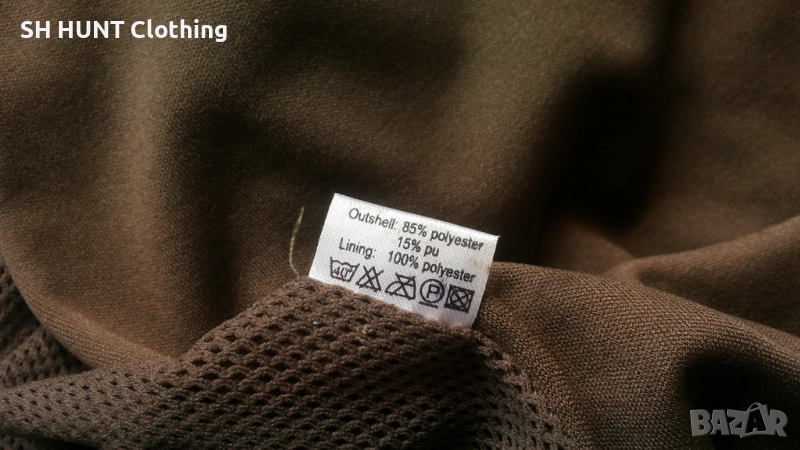 SH HUNT Clothing
Outshell: 85% polyester
15% pu
Lining: 100% polyester
40°
P
BAZAR